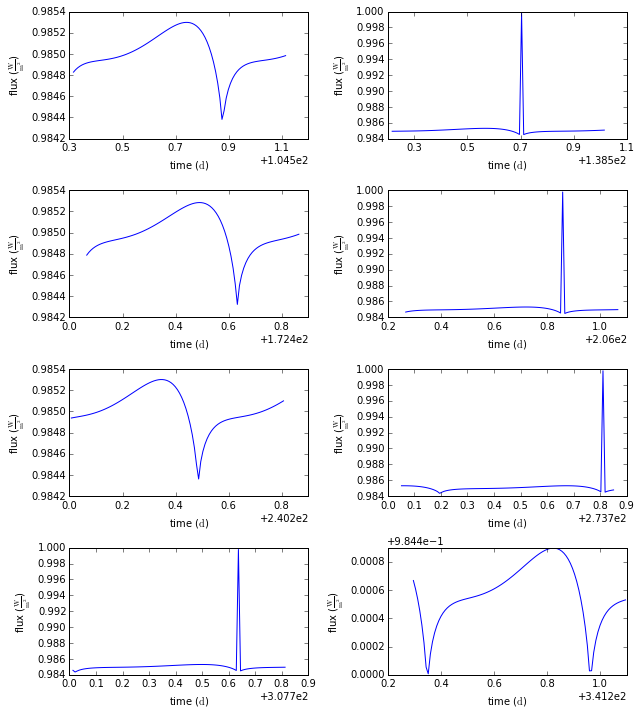 0.9854 0.9852 0.9850 0.9848 0.9846 0.9844 0.9842
flux (W/m²)
0.3 0.5 0.7 0.9 1.1
+1.045e2
time (d)
1.000 0.998 0.996 0.994 0.992 0.990 0.988 0.986 0.984
flux (W/m²)
0.3 0.5 0.7 0.9 1.1
+1.385e2
time (d)
0.9854 0.9852 0.9850 0.9848 0.9846 0.9844 0.9842
flux (W/m²)
0.0 0.2 0.4 0.6 0.8
+1.724e2
time (d)
1.000 0.998 0.996 0.994 0.992 0.990 0.988 0.986 0.984
flux (W/m²)
0.2 0.4 0.6 0.8 1.0
+2.06e2
time (d)
0.9854 0.9852 0.9850 0.9848 0.9846 0.9844 0.9842
flux (W/m²)
0.0 0.2 0.4 0.6 0.8
+2.402e2
time (d)
1.000 0.998 0.996 0.994 0.992 0.990 0.988 0.986 0.984
flux (W/m²)
0.0 0.1 0.2 0.3 0.4 0.5 0.6 0.7 0.8 0.9
+2.737e2
time (d)
1.000 0.999 0.996 0.994 0.992 0.990 0.988 0.986 0.984
flux (W/m²)
0.0 0.1 0.2 0.3 0.4 0.5 0.6 0.7 0.8 0.9
+3.077e2
time (d)
+9.844e−1
0.0008 0.0006 0.0004 0.0002 0.0000
flux (W/m²)
0.2 0.4 0.6 0.8 1.0
+3.412e2
time (d)